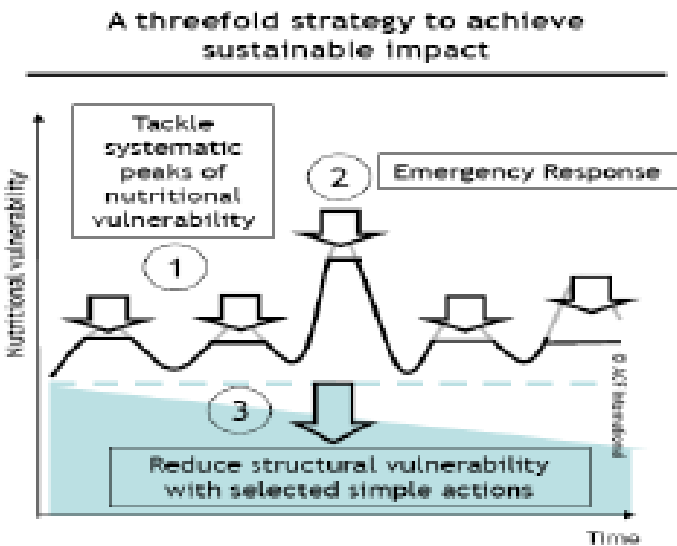 A threefold strategy to achieve
sustainable impact
Tackle
systematic
peaks of
nutritional
vulnerability
2
Emergency Response
1
Nutritional vulnerability
3
Reduce structural vulnerability
with selected simple actions
Time
International